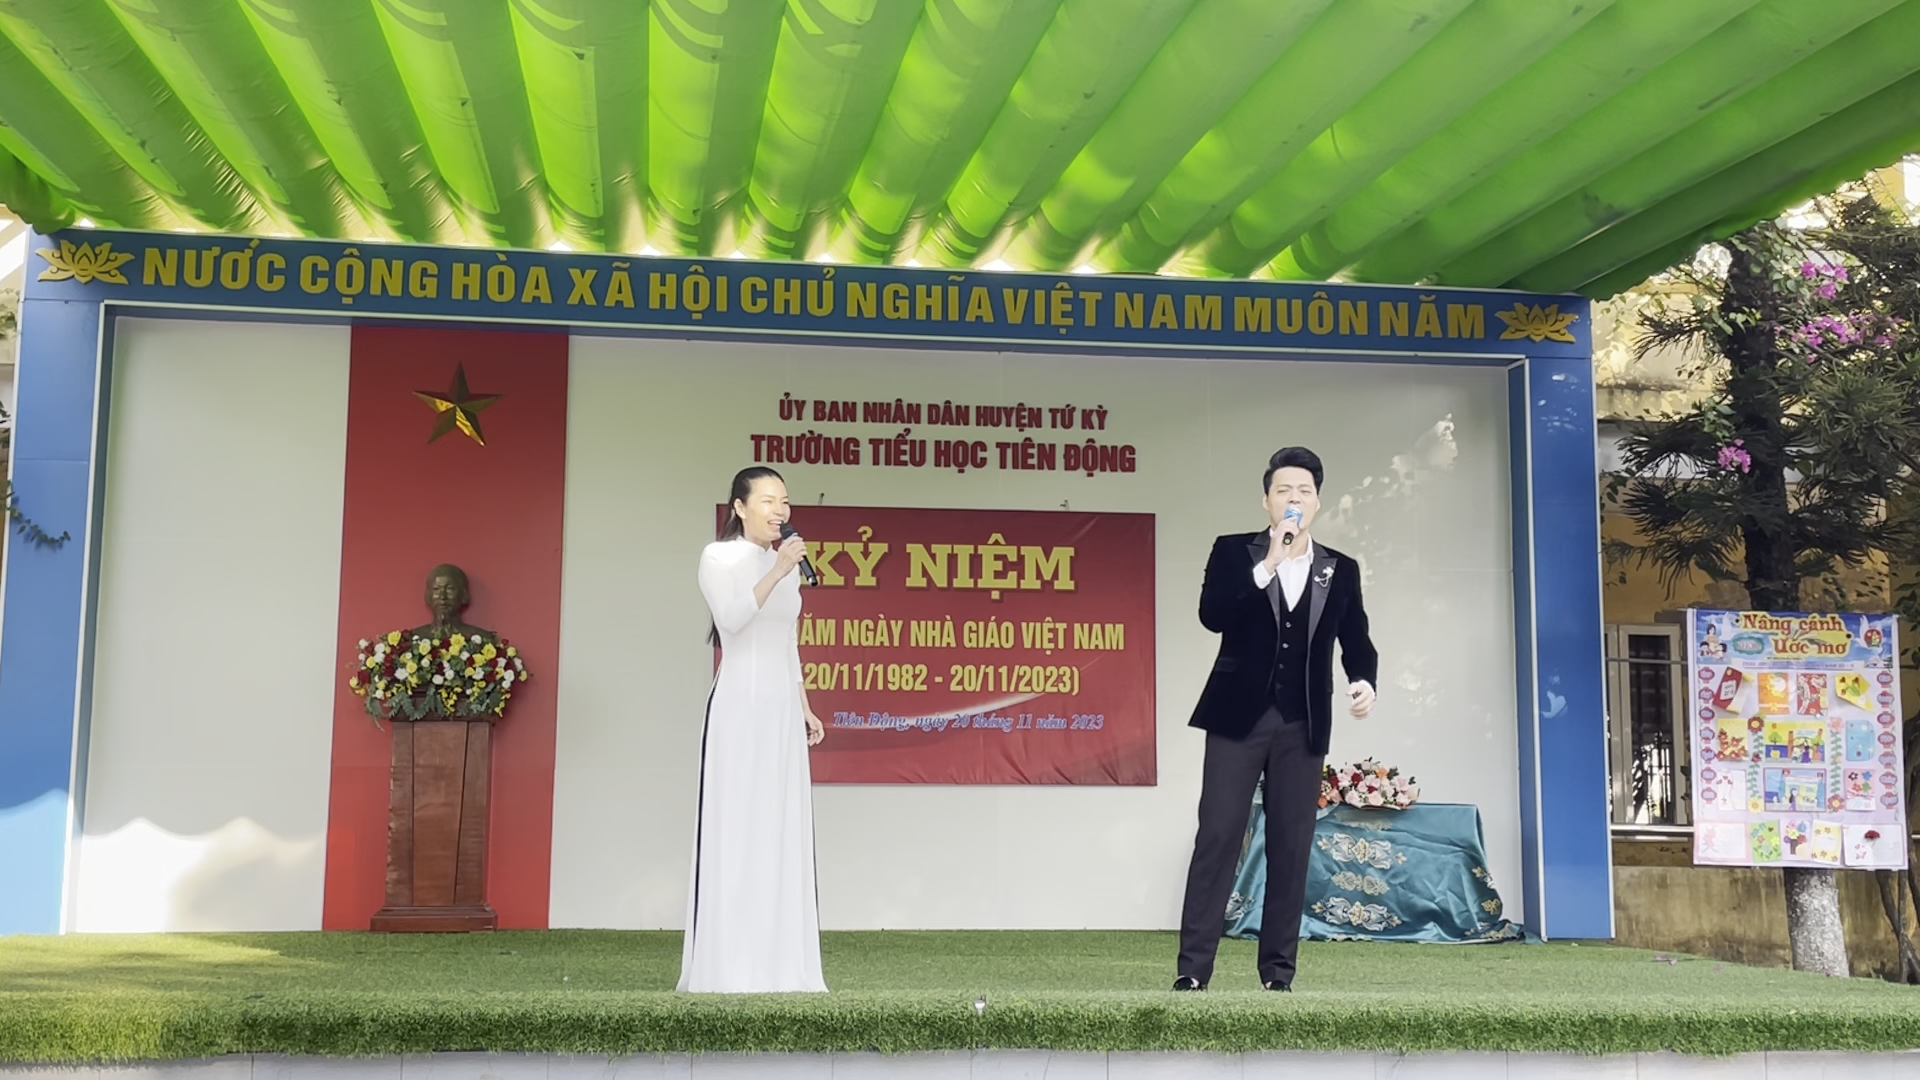 NƯỚC CỘNG HÒA XÃ HỘI CHỦ NGHĨA VIỆT NAM MUÔN NĂM
ỦY BAN NHÂN DÂN HUYỆN TỨ KỲ
TRƯỜNG TIỂU HỌC TIÊN ĐỘNG
KỶ NIỆM
ĂM NGÀY NHÀ GIÁO VIỆT NAM
20/11/1982 - 20/11/2023)
Tiên Động, ngày 20 tháng 11 năm 2023
Nâng cánh
ước mơ